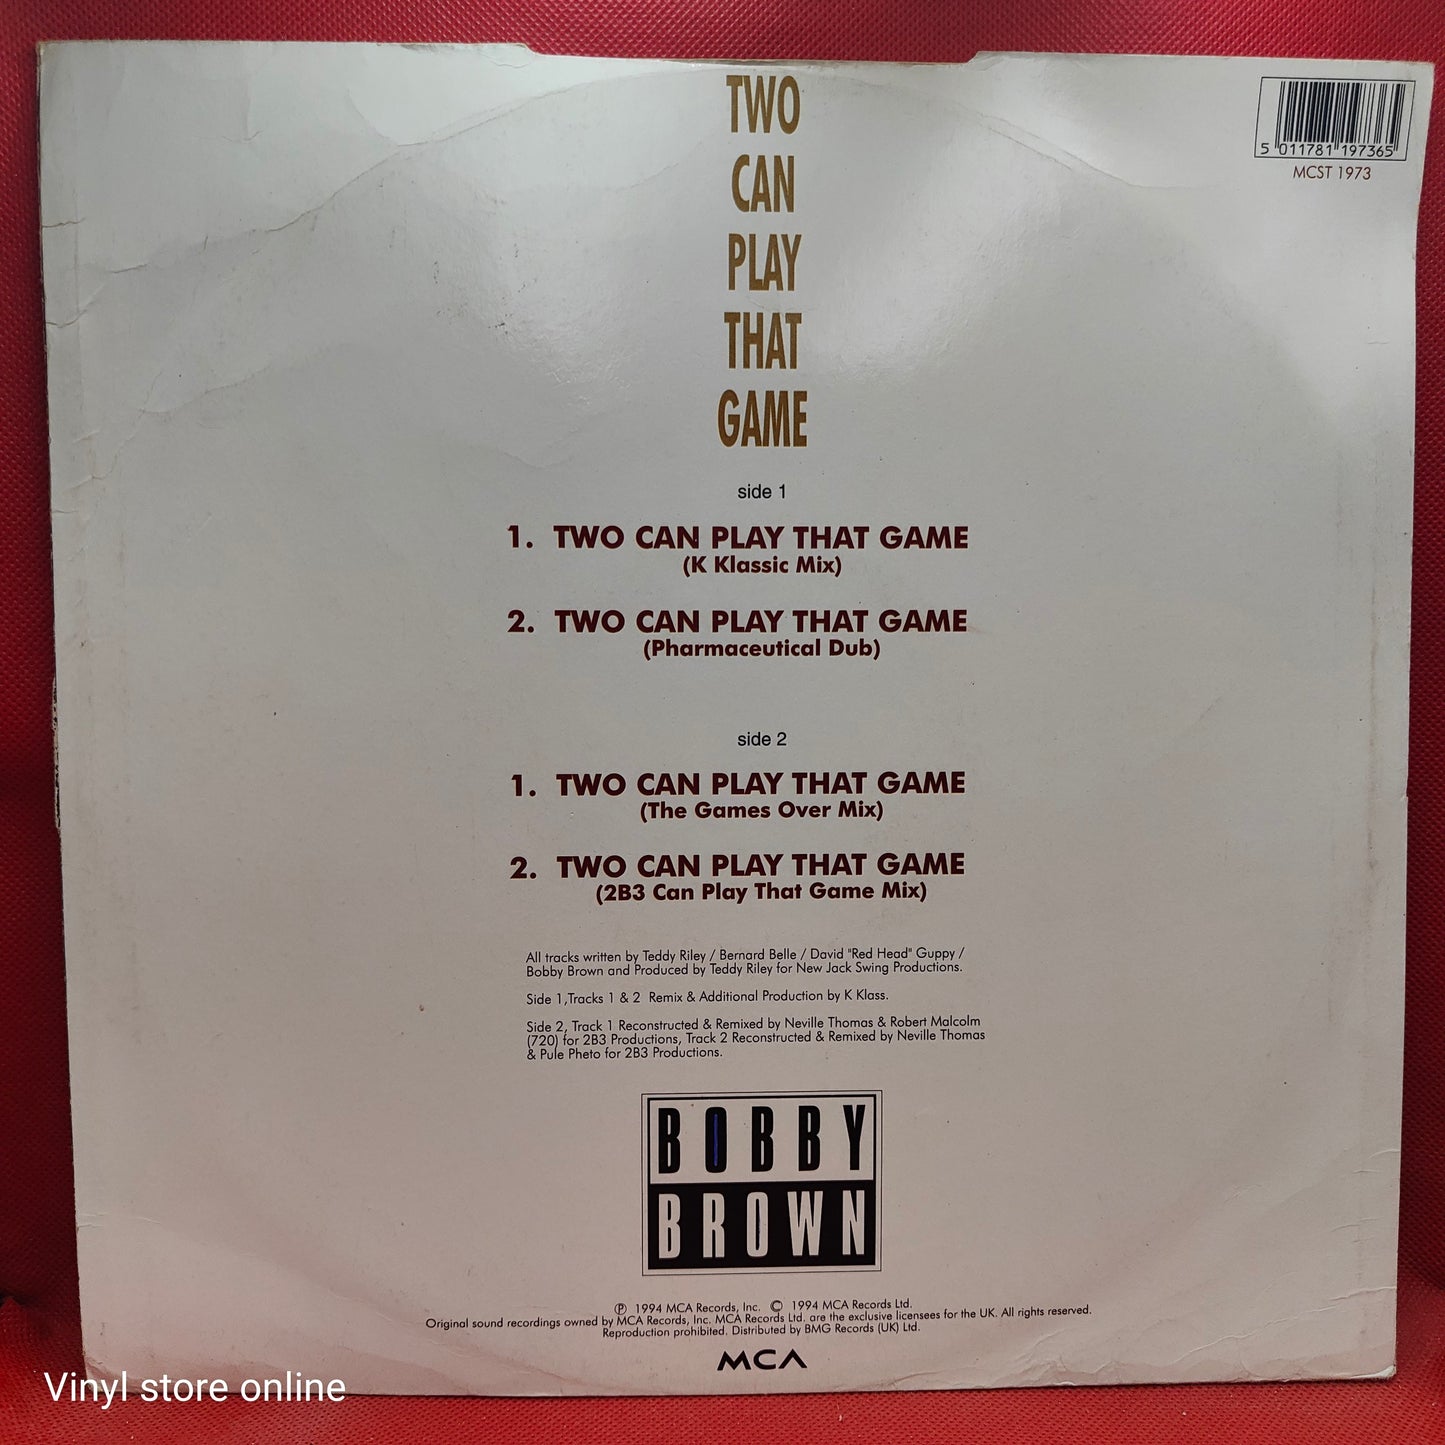 TWO
CAN
PLAY
THAT
GAME
5 011781 197365
MCST 1973
side 1
1. TWO CAN PLAY THAT GAME
(K Klassic Mix)
2. TWO CAN PLAY THAT GAME
(Pharmaceutical Dub)
side 2
1. TWO CAN PLAY THAT GAME
(The Games Over Mix)
2. TWO CAN PLAY THAT GAME
(2B3 Can Play That Game Mix)
All tracks written by Teddy Riley / Bernard Belle / David "Red Head" Guppy /
Bobby Brown and Produced by Teddy Riley for New Jack Swing Productions.
Side 1,Tracks 1 & 2 Remix & Additional Production by K Klass.
Side 2, Track 1 Reconstructed & Remixed by Neville Thomas & Robert Malcolm
(720) for 2B3 Productions, Track 2 Reconstructed & Remixed by Neville Thomas
& Pule Pheto for 2B3 Productions.
BOBBY
BROWN
℗ 1994 MCA Records, Inc. © 1994 MCA Records Ltd.
Original sound recordings owned by MCA Records, Inc. MCA Records Ltd. are the exclusive licensees for the UK. All rights reserved.
Reproduction prohibited. Distributed by BMG Records (UK) Ltd.
MCA
Vinyl store online